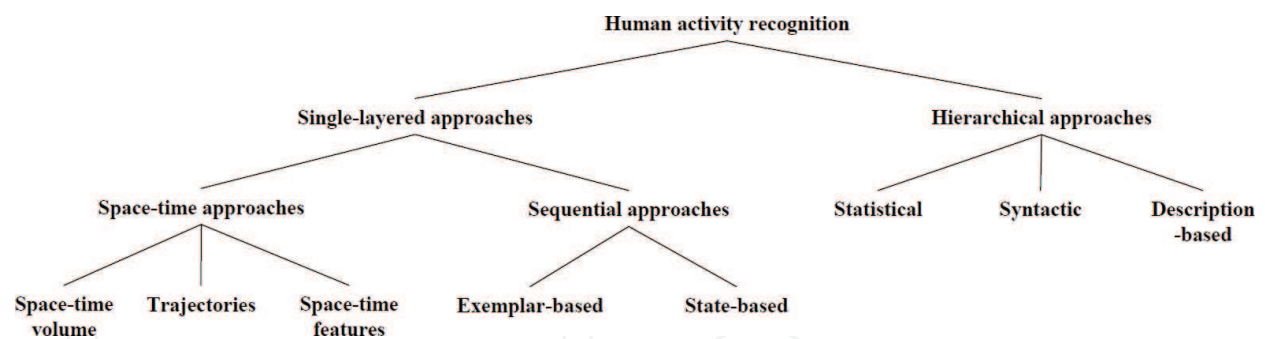 Human activity recognition
Single-layered approaches
Hierarchical approaches
Space-time approaches
Sequential approaches
Statistical
Syntactic
Description
-based
Space-time
volume
Trajectories
Space-time
features
Exemplar-based
State-based